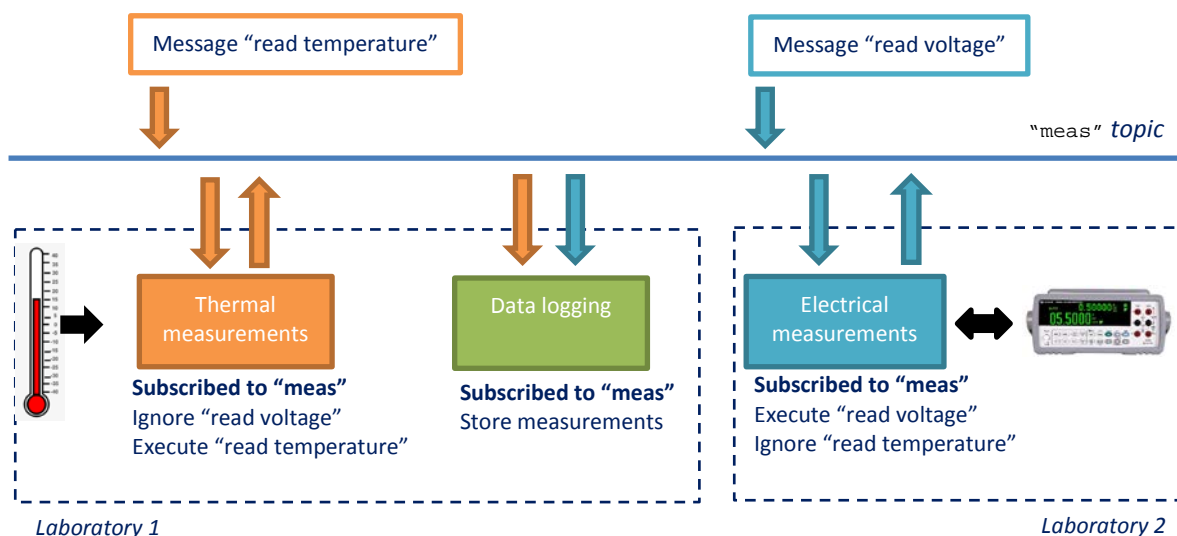 Message “read temperature”
Message “read voltage”
“meas” topic
Thermal
measurements
Data logging
Electrical
measurements
Subscribed to “meas”
Ignore “read voltage”
Execute “read temperature”
Subscribed to “meas”
Store measurements
Subscribed to “meas”
Execute “read voltage”
Ignore “read temperature”
Laboratory 1
Laboratory 2